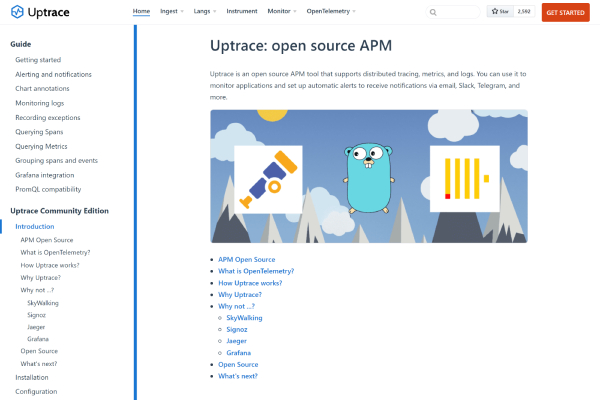 Uptrace
Home
Ingest
Langs
Instrument
Monitor
OpenTelemetry
Star
2,592
GET STARTED
Guide
Getting started
Alerting and notifications
Chart annotations
Monitoring logs
Recording exceptions
Querying Spans
Querying Metrics
Grouping spans and events
Grafana integration
PromQL compatibility
Uptrace Community Edition
Introduction
APM Open Source
What is OpenTelemetry?
How Uptrace works?
Why Uptrace?
Why not ...?
SkyWalking
Signoz
Jaeger
Grafana
Open Source
What's next?
Installation
Configuration
Uptrace: open source APM
Uptrace is an open source APM tool that supports distributed tracing, metrics, and logs. You can use it to
monitor applications and set up automatic alerts to receive notifications via email, Slack, Telegram, and
more.
APM Open Source
What is OpenTelemetry?
How Uptrace works?
Why Uptrace?
Why not ...?
SkyWalking
Signoz
Jaeger
Grafana
Open Source
What's next?